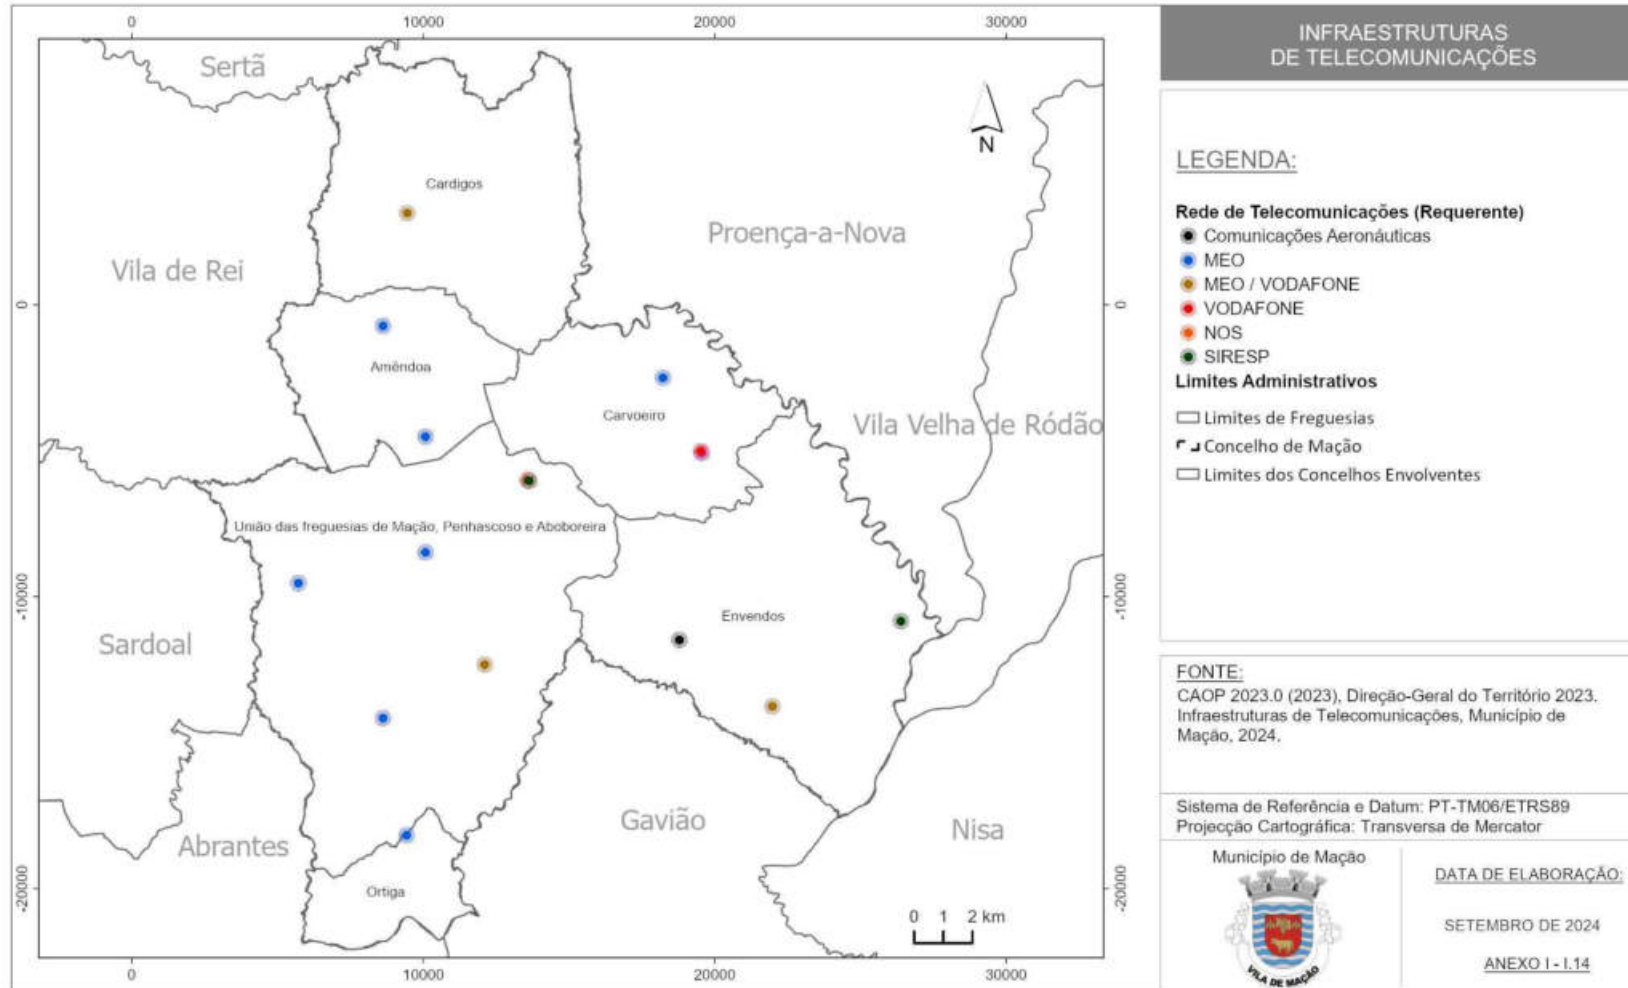 0
10000
20000
30000
INFRAESTRUTURAS
DE TELECOMUNICAÇÕES
Sertã
N
LEGENDA:
Cardigos
Rede de Telecomunicações (Requerente)
Comunicações Aeronáuticas
MEO
MEO / VODAFONE
VODAFONE
NOS
SIRESP
Limites Administrativos
Limites de Freguesias
Concelho de Mação
Limites dos Concelhos Envolventes
Proença-a-Nova
Vila de Rei
0
0
Amêndoa
Carvoeiro
Vila Velha de Ródão
União das freguesias de Mação, Penhascoso e Aboboreira
-10000
-10000
Envendos
Sardoal
FONTE:
CAOP 2023.0 (2023), Direção-Geral do Território 2023.
Infraestruturas de Telecomunicações, Município de
Mação, 2024.
Sistema de Referência e Datum: PT-TM06/ETRS89
Projecção Cartográfica: Transversa de Mercator
Gavião
Nisa
Abrantes
Ortiga
-20000
-20000
0 1 2 km
Município de Mação
VILA DE MAÇÃO
DATA DE ELABORAÇÃO:
SETEMBRO DE 2024
ANEXO I - I.14
0
10000
20000
30000